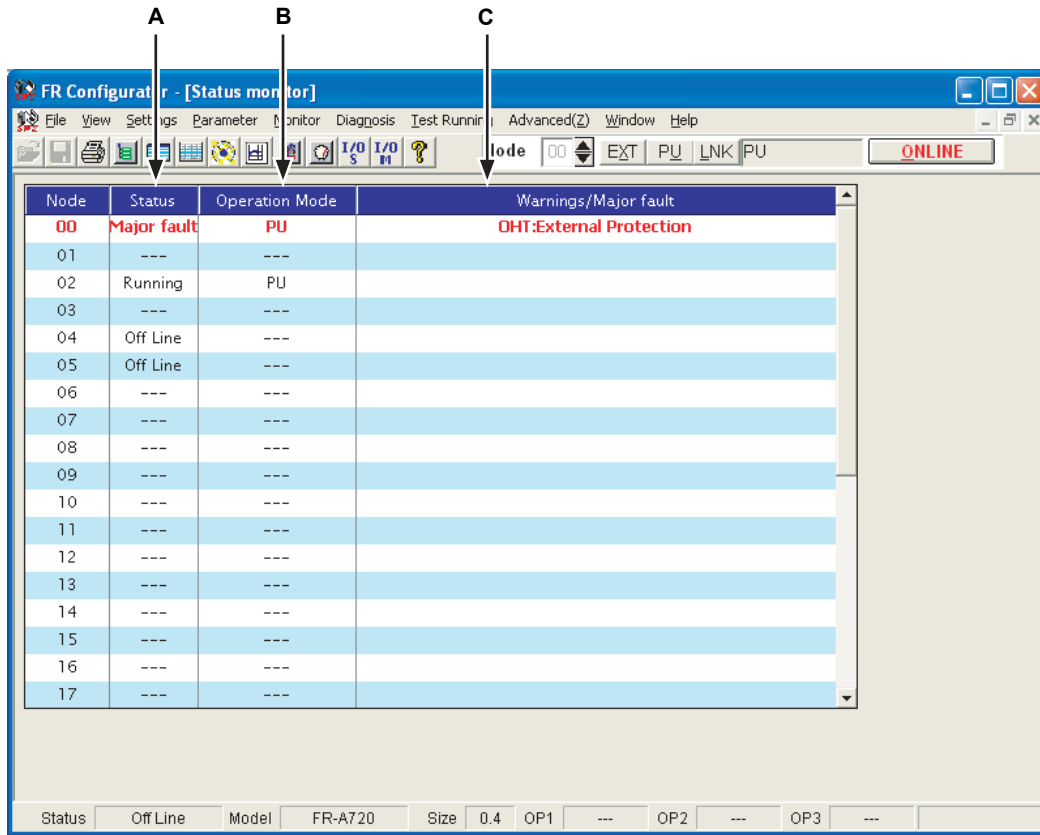 A B C
FR Configurator - [Status monitor]
File View Settings Parameter Monitor Diagnosis Test Running Advanced(Z) Window Help
I/O S I/O M ? Node 00 EXT PU LNK PU ONLINE
Node Status Operation Mode Warnings/Major fault
00 Major fault PU OHT:External Protection
01 --- ---
02 Running PU
03 --- ---
04 Off Line ---
05 Off Line ---
06 --- ---
07 --- ---
08 --- ---
09 --- ---
10 --- ---
11 --- ---
12 --- ---
13 --- ---
14 --- ---
15 --- ---
16 --- ---
17 --- ---
Status Off Line Model FR-A720 Size 0.4 OP1 --- OP2 --- OP3 ---